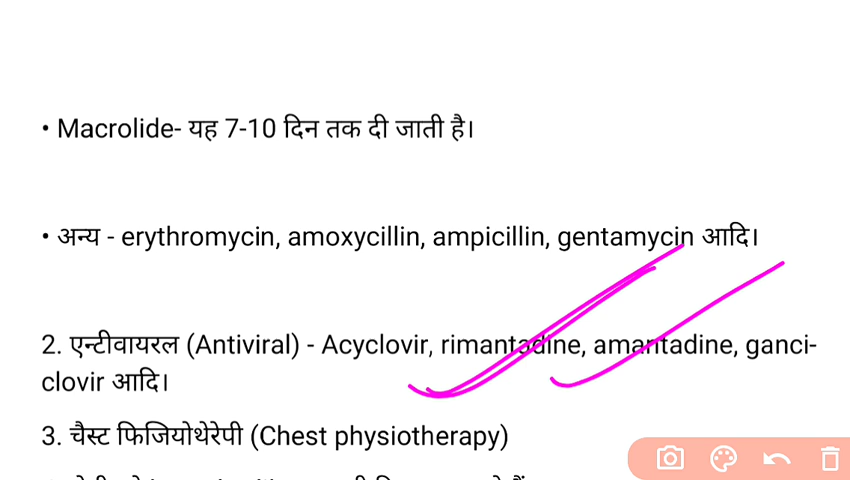 • Macrolide- यह 7-10 दिन तक दी जाती है।
• अन्य - erythromycin, amoxycillin, ampicillin, gentamycin आदि।
2. एन्टीवायरल (Antiviral) - Acyclovir, rimantadine, amantadine, ganci-
clovir आदि।
3. चैस्ट फिजियोथेरेपी (Chest physiotherapy)